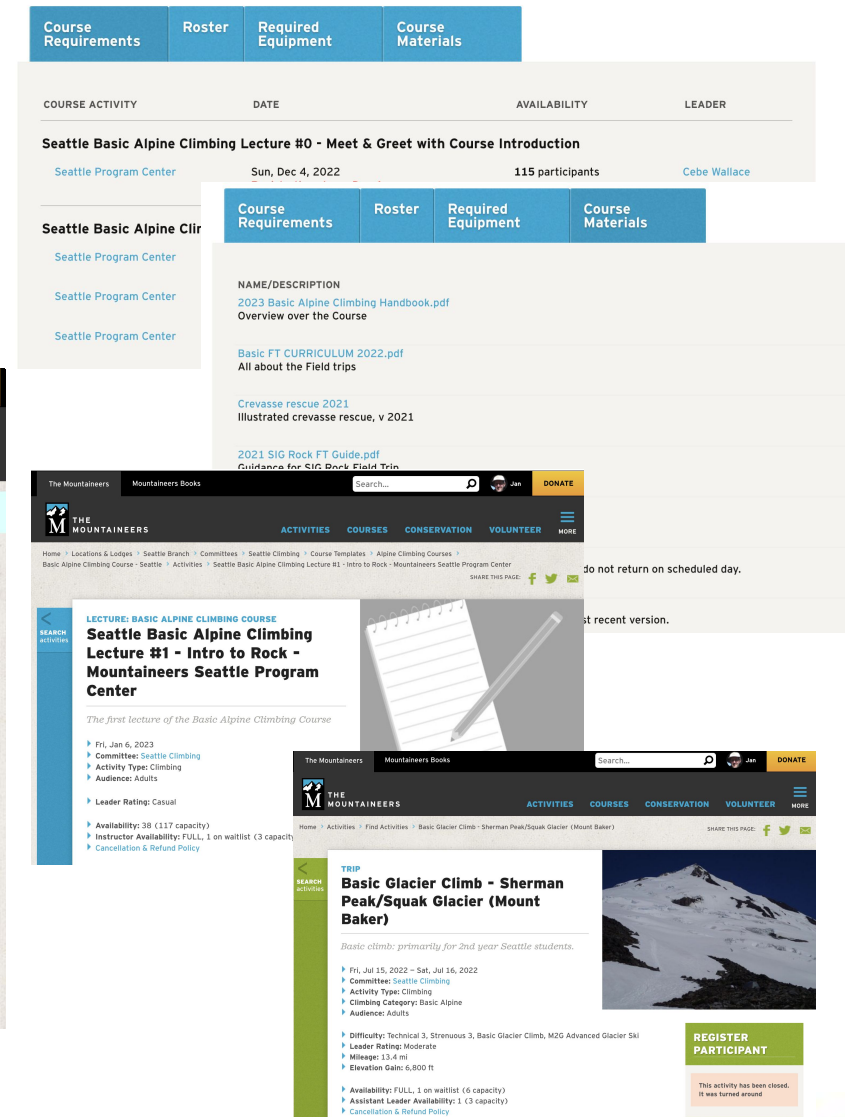 Course Requirements
Roster
Required Equipment
Course Materials
COURSE ACTIVITY
DATE
AVAILABILITY
LEADER
Seattle Basic Alpine Climbing Lecture #0 - Meet & Greet with Course Introduction
Seattle Program Center
Sun, Dec 4, 2022
115 participants
Cebe Wallace
Seattle Basic Alpine
Seattle Program Center
Seattle Program Center
Seattle Program Center
Course Requirements
Roster
Required Equipment
Course Materials
NAME/DESCRIPTION
2023 Basic Alpine Climbing Handbook.pdf
Overview over the Course
Basic FT CURRICULUM 2022.pdf
All about the Field trips
Crevasse rescue 2021
Illustrated crevasse rescue, v 2021
2021 SIG Rock FT Guide.pdf
Guidance for SIG Rock Field Trip
do not return on scheduled day.
st recent version.
The Mountaineers
Mountaineers Books
Search...
Jan
DONATE
M
THE
MOUNTAINEERS
ACTIVITIES
COURSES
CONSERVATION
VOLUNTEER
MORE
Home > Locations & Lodges > Seattle Branch > Committees > Seattle Climbing > Course Templates > Alpine Climbing Courses >
Basic Alpine Climbing Course - Seattle > Activities > Seattle Basic Alpine Climbing Lecture #1 - Intro to Rock - Mountaineers Seattle Program Center
SHARE THIS PAGE:
SEARCH
activities
LECTURE: BASIC ALPINE CLIMBING COURSE
Seattle Basic Alpine Climbing
Lecture #1 - Intro to Rock -
Mountaineers Seattle Program
Center
The first lecture of the Basic Alpine Climbing Course
Fri, Jan 6, 2023
Committee: Seattle Climbing
Activity Type: Climbing
Audience: Adults
Leader Rating: Casual
Availability: 38 (117 capacity)
Instructor Availability: FULL, 1 on waitlist (3 capacity
Cancellation & Refund Policy
The Mountaineers
Mountaineers Books
Search...
Jan
DONATE
M
THE
MOUNTAINEERS
ACTIVITIES
COURSES
CONSERVATION
VOLUNTEER
MORE
Home > Activities > Find Activities > Basic Glacier Climb - Sherman Peak/Squak Glacier (Mount Baker)
SHARE THIS PAGE:
SEARCH
activities
TRIP
Basic Glacier Climb - Sherman
Peak/Squak Glacier (Mount
Baker)
Basic climb: primarily for 2nd year Seattle students.
Fri, Jul 15, 2022 – Sat, Jul 16, 2022
Committee: Seattle Climbing
Activity Type: Climbing
Climbing Category: Basic Alpine
Audience: Adults
Difficulty: Technical 3, Strenuous 3, Basic Glacier Climb, M2G Advanced Glacier Ski
Leader Rating: Moderate
Mileage: 13.4 mi
Elevation Gain: 6,800 ft
Availability: FULL, 1 on waitlist (6 capacity)
Assistant Leader Availability: 1 (3 capacity)
Cancellation & Refund Policy
REGISTER
PARTICIPANT
This activity has been closed.
It was turned around